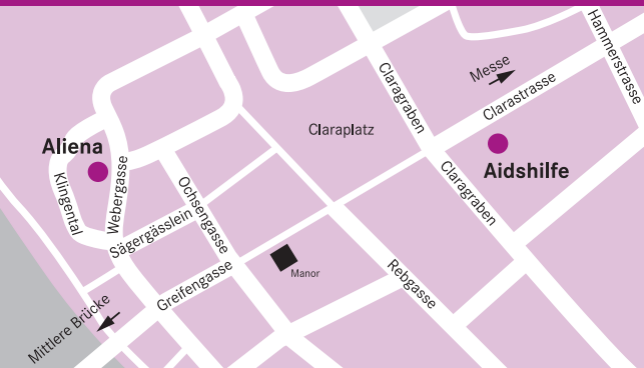 Hammerstrasse
Messe
Claragraben
Clarastrasse
Claraplatz
Aliena
Aidshilfe
Klingental
Webergasse
Ochsengasse
Claragraben
Sägergässlein
Greifengasse
Manor
Rebgasse
Mittlere Brücke